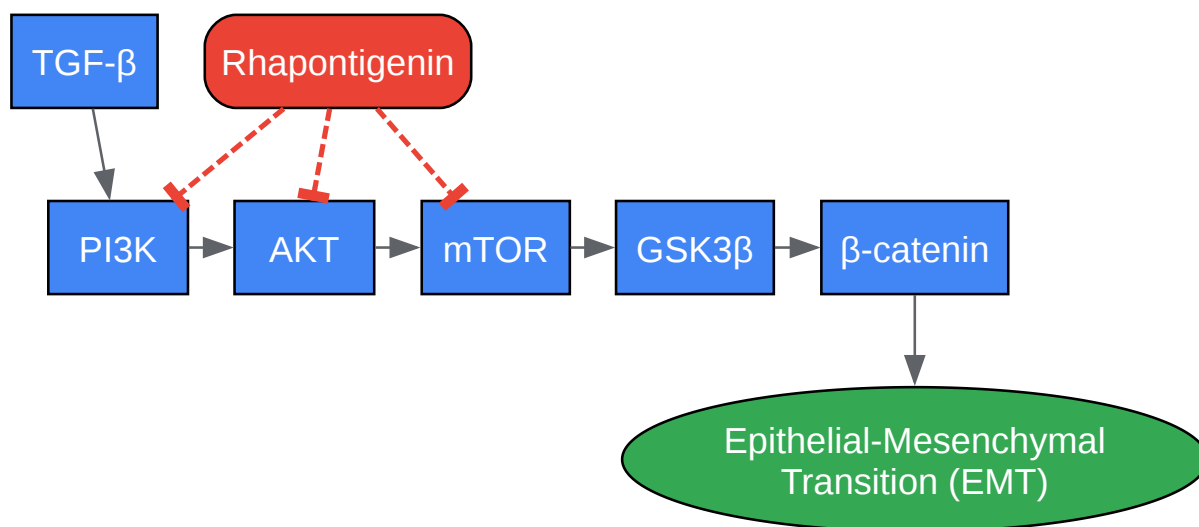 TGF-β
Rhapontigenin
PI3K
AKT
mTOR
GSK3β
β-catenin
Epithelial-Mesenchymal
Transition (EMT)